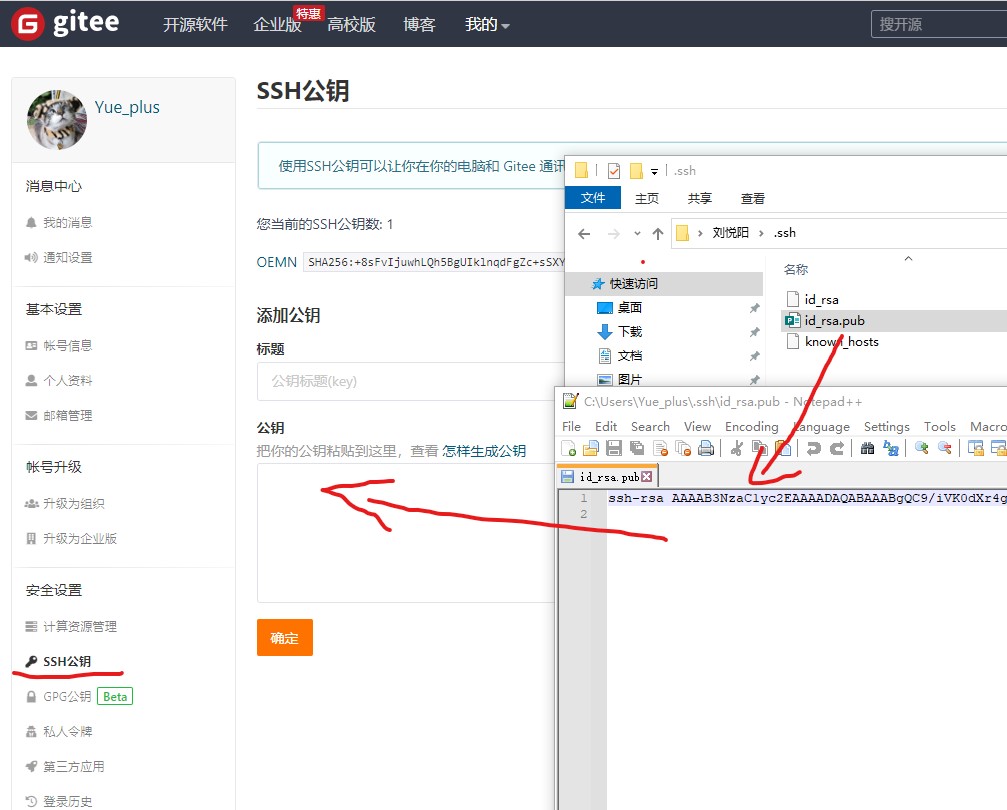 gitee
开源软件
企业版
特惠
高校版
博客
我的
搜开源
Yue_plus
消息中心
我的消息
通知设置
基本设置
帐号信息
个人资料
邮箱管理
帐号升级
升级为组织
升级为企业版
安全设置
计算资源管理
SSH公钥
GPG公钥 Beta
私人令牌
第三方应用
登录历史
SSH公钥
使用SSH公钥可以让你在你的电脑和 Gitee 通讯
您当前的SSH公钥数: 1
OEMN SHA256:+8sFvIjuwhLQh5BgUIklnqdFgZc+sSXY
添加公钥
标题
公钥标题(key)
公钥
把你的公钥粘贴到这里，查看 怎样生成公钥
确定
.ssh
文件 主页 共享 查看
刘悦阳 .ssh
快速访问
桌面
下载
文档
图片
名称
id_rsa
id_rsa.pub
known_hosts
C:\Users\Yue_plus\.ssh\id_rsa.pub - Notepad++
File Edit Search View Encoding Language Settings Tools Macro
id_rsa.pub
1 ssh-rsa AAAAB3NzaC1yc2EAAAADAQABAAABgQC9/iVK0dXr4g
2